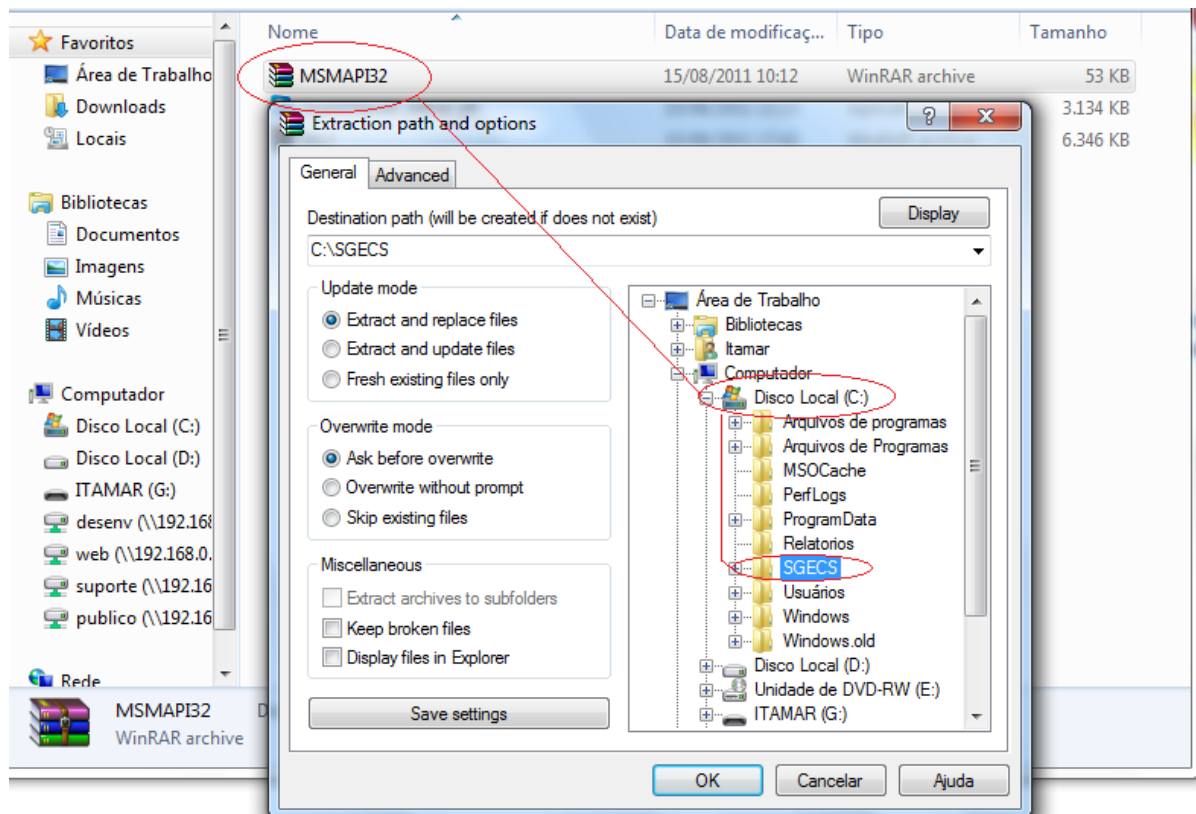 Nome Data de modificaç... Tipo Tamanho
Favoritos
Área de Trabalho
Downloads
Locais
Bibliotecas
Documentos
Imagens
Músicas
Vídeos
Computador
Disco Local (C:)
Disco Local (D:)
ITAMAR (G:)
desenv (\\192.168
web (\\192.168.0.
suporte (\\192.16
publico (\\192.16
Rede
MSMAPI32 15/08/2011 10:12 WinRAR archive 53 KB
3.134 KB
6.346 KB
Extraction path and options
General Advanced
Destination path (will be created if does not exist)
Display
C:\SGECS
Update mode
Extract and replace files
Extract and update files
Fresh existing files only
Overwrite mode
Ask before overwrite
Overwrite without prompt
Skip existing files
Miscellaneous
Extract archives to subfolders
Keep broken files
Display files in Explorer
Save settings
Área de Trabalho
Bibliotecas
Itamar
Computador
Disco Local (C:)
Arquivos de programas
Arquivos de Programas
MSOCache
PerfLogs
ProgramData
Relatorios
SGECS
Usuários
Windows
Windows.old
Disco Local (D:)
Unidade de DVD-RW (E:)
ITAMAR (G:)
OK Cancelar Ajuda
MSMAPI32 D
WinRAR archive